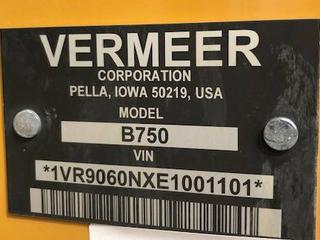 VERMEER
CORPORATION
PELLA, IOWA 50219, USA
MODEL
B750
VIN
*1VR9060NXE1001101*